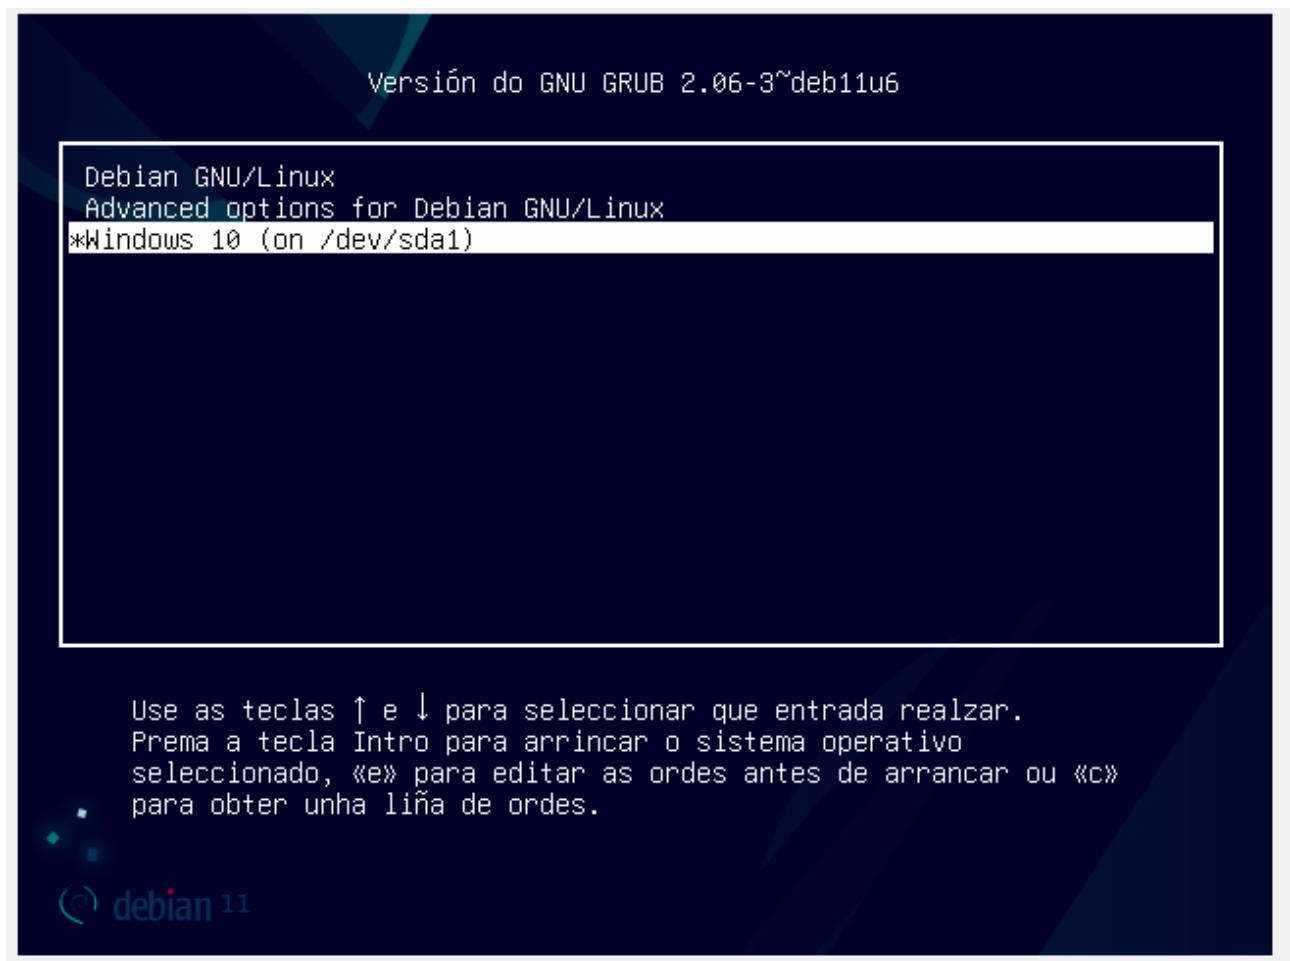 Versión do GNU GRUB 2.06-3~deb11u6
Debian GNU/Linux
Advanced options for Debian GNU/Linux
*Windows 10 (on /dev/sda1)
Use as teclas ↑ e ↓ para seleccionar que entrada realzar.
Prema a tecla Intro para arrincar o sistema operativo
seleccionado, «e» para editar as ordes antes de arrancar ou «c»
para obter unha liña de ordes.
debian 11